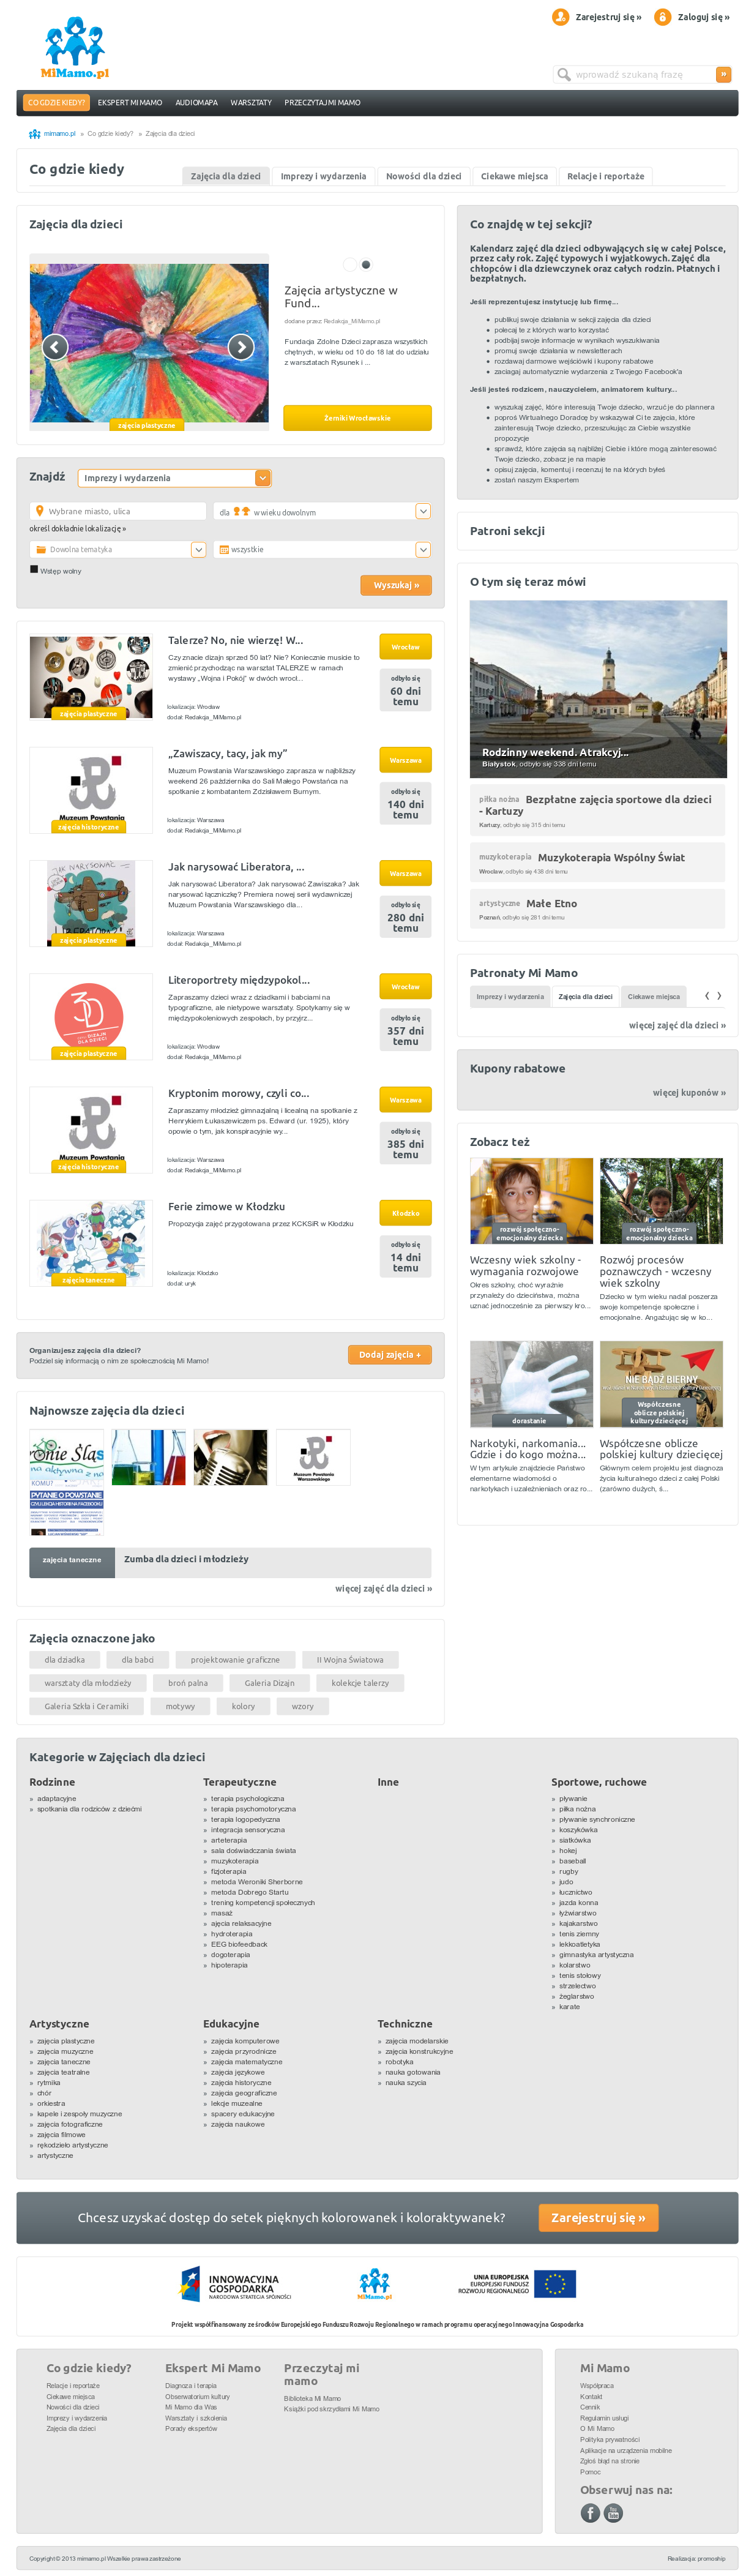 Zarejestruj się »
Zaloguj się »
MiMamo.pl
wprowadź szukaną frazę
»
CO GDZIE KIEDY?
EKSPERT MI MAMO
AUDIOMAPA
WARSZTATY
PRZECZYTAJ MI MAMO
mimamo.pl » Co gdzie kiedy? » Zajęcia dla dzieci
Co gdzie kiedy
Zajęcia dla dzieci
Imprezy i wydarzenia
Nowości dla dzieci
Ciekawe miejsca
Relacje i reportaże
Zajęcia dla dzieci
zajęcia plastyczne
Zajęcia artystyczne w
Fund...
dodane przez: Redakcja_MiMamo.pl
Fundacja Zdolne Dzieci zaprasza wszystkich
chętnych, w wieku od 10 do 18 lat do udziału
z warsztatach Rysunek i ...
Żerniki Wrocławskie
Znajdź
Imprezy i wydarzenia
Wybrane miasto, ulica
dla w wieku dowolnym
określ dokładnie lokalizację »
Dowolna tematyka
wszystkie
Wstęp wolny
Wyszukaj »
zajęcia plastyczne
Talerze? No, nie wierzę! W...
Czy znacie dizajn sprzed 50 lat? Nie? Koniecznie musicie to
zmienić przychodząc na warsztat TALERZE w ramach
wystawy „Wojna i Pokój” w dwóch wrocł...
lokalizacja: Wrocław
dodał: Redakcja_MiMamo.pl
Wrocław
odbyło się
60 dni
temu
Muzeum Powstania
zajęcia historyczne
„Zawiszacy, tacy, jak my”
Muzeum Powstania Warszawskiego zaprasza w najbliższy
weekend 26 października do Sali Małego Powstańca na
spotkanie z kombatantem Zdzisławem Burnym.
lokalizacja: Warszawa
dodał: Redakcja_MiMamo.pl
Warszawa
odbyło się
140 dni
temu
JAK NARYSOWAĆ
LIBERATORA?
zajęcia plastyczne
Jak narysować Liberatora, ...
Jak narysować Liberatora? Jak narysować Zawiszaka? Jak
narysować łączniczkę? Premiera nowej serii wydawniczej
Muzeum Powstania Warszawskiego dla...
lokalizacja: Warszawa
dodał: Redakcja_MiMamo.pl
Warszawa
odbyło się
280 dni
temu
3D
DIZAJN
DLA DZIECI
zajęcia plastyczne
Literoportrety międzypokol...
Zapraszamy dzieci wraz z dziadkami i babciami na
typograficzne, ale nietypowe warsztaty. Spotykamy się w
międzypokoleniowych zespołach, by przyjrz...
lokalizacja: Wrocław
dodał: Redakcja_MiMamo.pl
Wrocław
odbyło się
357 dni
temu
Muzeum Powstania
zajęcia historyczne
Kryptonim morowy, czyli co...
Zapraszamy młodzież gimnazjalną i licealną na spotkanie z
Henrykiem Łukaszewiczem ps. Edward (ur. 1925), który
opowie o tym, jak konspiracyjnie wy...
lokalizacja: Warszawa
dodał: Redakcja_MiMamo.pl
Warszawa
odbyło się
385 dni
temu
zajęcia taneczne
Ferie zimowe w Kłodzku
Propozycja zajęć przygotowana przez KCKSiR w Kłodzku
lokalizacja: Kłodzko
dodał: uryk
Kłodzko
odbyło się
14 dni
temu
Organizujesz zajęcia dla dzieci?
Podziel się informacją o nim ze społecznością Mi Mamo!
Dodaj zajęcia +
Najnowsze zajęcia dla dzieci
ronie Śląs
na aktywna z na
Muzeum Powstania
Warszawskiego
KOMU?
PYTANIE O POWSTANIE
zajęcia taneczne
Zumba dla dzieci i młodzieży
więcej zajęć dla dzieci »
Zajęcia oznaczone jako
dla dziadka
dla babci
projektowanie graficzne
II Wojna Światowa
warsztaty dla młodzieży
broń palna
Galeria Dizajn
kolekcje talerzy
Galeria Szkła i Ceramiki
motywy
kolory
wzory
Co znajdę w tej sekcji?
Kalendarz zajęć dla dzieci odbywających się w całej Polsce,
przez cały rok. Zajęć typowych i wyjatkowych. Zajęć dla
chłopców i dla dziewczynek oraz całych rodzin. Płatnych i
bezpłatnych.
Jeśli reprezentujesz instytucję lub firmę...
publikuj swoje działania w sekcji zajęcia dla dzieci
polecaj te z których warto korzystać
podbijaj swoje informacje w wynikach wyszukiwania
promuj swoje działania w newsletterach
rozdawaj darmowe wejściówki i kupony rabatowe
zaciągaj automatycznie wydarzenia z Twojego Facebook'a
Jeśli jesteś rodzicem, nauczycielem, animatorem kultury...
wyszukaj zajęć, które interesują Twoje dziecko, wrzuć je do plannera
poproś Wirtualnego Doradcę by wskazywał Ci te zajęcia, które
zainteresują Twoje dziecko, przeszukując za Ciebie wszystkie
propozycje
sprawdź, które zajęcia są najbliżej Ciebie i które mogą zainteresować
Twoje dziecko, zobacz je na mapie
opisuj zajęcia, komentuj i recenzuj te na których byłeś
zostań naszym Ekspertem
Patroni sekcji
O tym się teraz mówi
Rodzinny weekend. Atrakcyj...
Białystok, odbyło się 338 dni temu
piłka nożna Bezpłatne zajęcia sportowe dla dzieci
- Kartuzy
Kartuzy, odbyło się 315 dni temu
muzykoterapia Muzykoterapia Wspólny Świat
Wrocław, odbyło się 438 dni temu
artystyczne Małe Etno
Poznań, odbyło się 281 dni temu
Patronaty Mi Mamo
Imprezy i wydarzenia
Zajęcia dla dzieci
Ciekawe miejsca
więcej zajęć dla dzieci »
Kupony rabatowe
więcej kuponów »
Zobacz też
rozwój społęczno-
emocjonalny dziecka
Wczesny wiek szkolny -
wymagania rozwojowe
Okres szkolny, choć wyraźnie
przynależy do dzieciństwa, można
uznać jednocześnie za pierwszy kro...
rozwój społęczno-
emocjonalny dziecka
Rozwój procesów
poznawczych - wczesny
wiek szkolny
Dziecko w tym wieku nadal poszerza
swoje kompetencje społeczne i
emocjonalne. Angażując się w ko...
dorastanie
Narkotyki, narkomania...
Gdzie i do kogo można...
W tym artykule znajdziecie Państwo
elementarne wiadomości o
narkotykach i uzależnieniach oraz ro...
NIE BĄDŹ BIERNY
Współczesne
oblicze polskiej
kultury dziecięcej
Współczesne oblicze
polskiej kultury dziecięcej
Głównym celem projektu jest diagnoza
życia kulturalnego dzieci z całej Polski
(zarówno dużych, ś...
Kategorie w Zajęciach dla dzieci
Rodzinne
» adaptacyjne
» spotkania dla rodziców z dziećmi
Terapeutyczne
» terapia psychologiczna
» terapia psychomotoryczna
» terapia logopedyczna
» integracja sensoryczna
» arteterapia
» sala doświadczania świata
» muzykoterapia
» fizjoterapia
» metoda Weroniki Sherborne
» metoda Dobrego Startu
» trening kompetencji społecznych
» masaż
» ajęcia relaksacyjne
» hydroterapia
» EEG biofeedback
» dogoterapia
» hipoterapia
Inne
Sportowe, ruchowe
» pływanie
» piłka nożna
» pływanie synchroniczne
» koszykówka
» siatkówka
» hokej
» baseball
» rugby
» judo
» łucznictwo
» jazda konna
» łyżwiarstwo
» kajakarstwo
» tenis ziemny
» lekkoatletyka
» gimnastyka artystyczna
» kolarstwo
» tenis stołowy
» strzelectwo
» żeglarstwo
» karate
Artystyczne
» zajęcia plastyczne
» zajęcia muzyczne
» zajęcia taneczne
» zajęcia teatralne
» rytmika
» chór
» orkiestra
» kapele i zespoły muzyczne
» zajęcia fotograficzne
» zajęcia filmowe
» rękodzieło artystyczne
» artystyczne
Edukacyjne
» zajęcia komputerowe
» zajęcia przyrodnicze
» zajęcia matematyczne
» zajęcia językowe
» zajęcia historyczne
» zajęcia geograficzne
» lekcje muzealne
» spacery edukacyjne
» zajęcia naukowe
Techniczne
» zajęcia modelarskie
» zajęcia konstrukcyjne
» robotyka
» nauka gotowania
» nauka szycia
Chcesz uzyskać dostęp do setek pięknych kolorowanek i koloraktywanek?
Zarejestruj się »
INNOWACYJNA
GOSPODARKA
NARODOWA STRATEGIA SPÓJNOŚCI
MiMamo.pl
UNIA EUROPEJSKA
EUROPEJSKI FUNDUSZ
ROZWOJU REGIONALNEGO
Projekt współfinansowany ze środków Europejskiego Funduszu Rozwoju Regionalnego w ramach programu operacyjnego Innowacyjna Gospodarka
Co gdzie kiedy?
Relacje i reportaże
Ciekawe miejsca
Nowości dla dzieci
Imprezy i wydarzenia
Zajęcia dla dzieci
Ekspert Mi Mamo
Diagnoza i terapia
Obserwatorium kultury
Mi Mamo dla Was
Warsztaty i szkolenia
Porady ekspertów
Przeczytaj mi
mamo
Biblioteka Mi Mamo
Książki pod skrzydłami Mi Mamo
Mi Mamo
Współpraca
Kontakt
Cennik
Regulamin usługi
O Mi Mamo
Polityka prywatności
Aplikacje na urządzenia mobilne
Zgłoś błąd na stronie
Pomoc
Obserwuj nas na:
Copyright © 2013 mimamo.pl Wszelkie prawa zastrzeżone
Realizacja: promoship